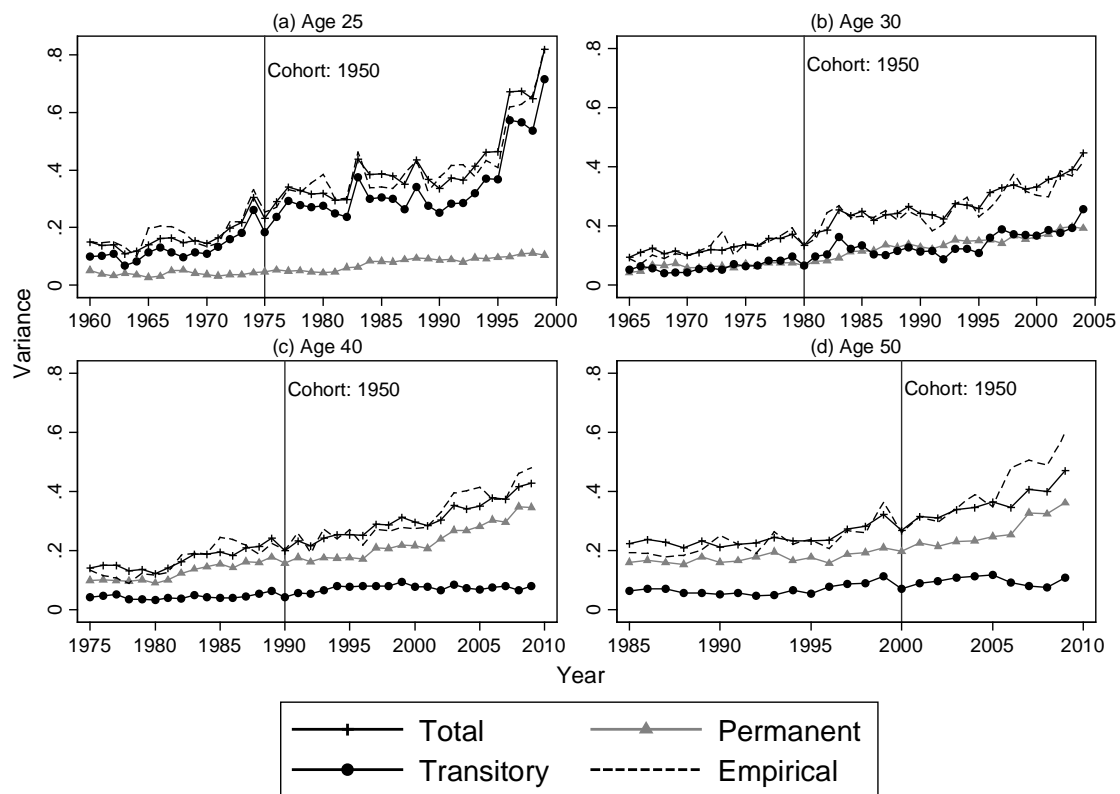 (a) Age 25
(b) Age 30
.8
.6
.4
.2
0
Cohort: 1950
1960 1965 1970 1975 1980 1985 1990 1995 2000
.8
.6
.4
.2
0
Cohort: 1950
1965 1970 1975 1980 1985 1990 1995 2000 2005
Variance
(c) Age 40
(d) Age 50
.8
.6
.4
.2
0
Cohort: 1950
1975 1980 1985 1990 1995 2000 2005 2010
.8
.6
.4
.2
0
Cohort: 1950
1985 1990 1995 2000 2005 2010
Year
Total Permanent
Transitory Empirical